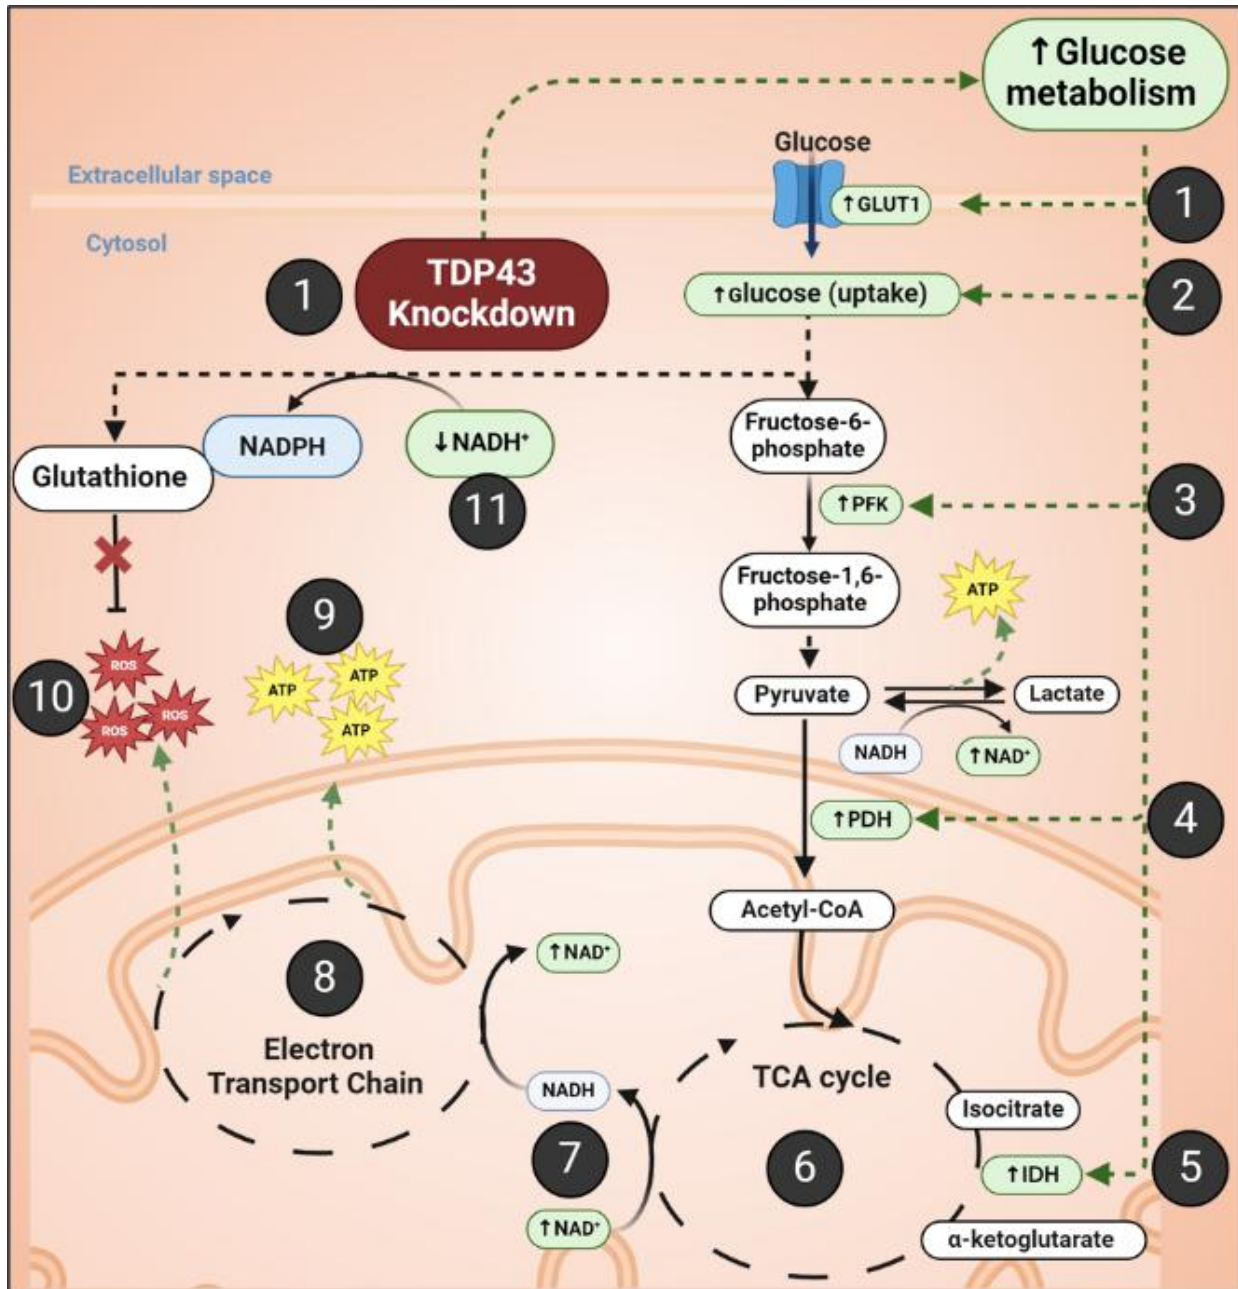 ↑Glucose
metabolism
Glucose
Extracellular space
↑GLUT1
1
Cytosol
TDP43
Knockdown
1
↑Glucose (uptake)
2
Fructose-6-
phosphate
NADPH
↓NADH⁺
Glutathione
11
↑PFK
3
Fructose-1,6-
phosphate
ATP
9
ROS
ATP
ATP
10
ROS
ROS
ATP
Pyruvate
Lactate
NADH
↑NAD⁺
↑PDH
4
Acetyl-CoA
↑NAD⁺
8
Electron
Transport Chain
TCA cycle
NADH
Isocitrate
7
6
↑IDH
5
↑NAD⁺
α-ketoglutarate